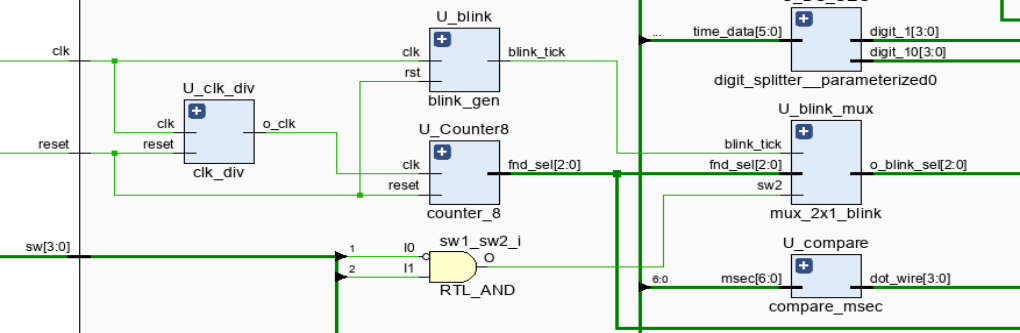 U_blink
clk
clk
blink_tick
rst
blink_gen
U_clk_div
clk
o_clk
reset
reset
clk_div
U_Counter8
clk
fnd_sel[2:0]
reset
counter_8
sw[3:0]
1
I0
sw1_sw2_i
2
I1
O
RTL_AND
...
time_data[5:0]
digit_1[3:0]
digit_10[3:0]
digit_splitter__parameterized0
U_blink_mux
blink_tick
fnd_sel[2:0]
o_blink_sel[2:0]
sw2
mux_2x1_blink
U_compare
6:0
msec[6:0]
dot_wire[3:0]
compare_msec